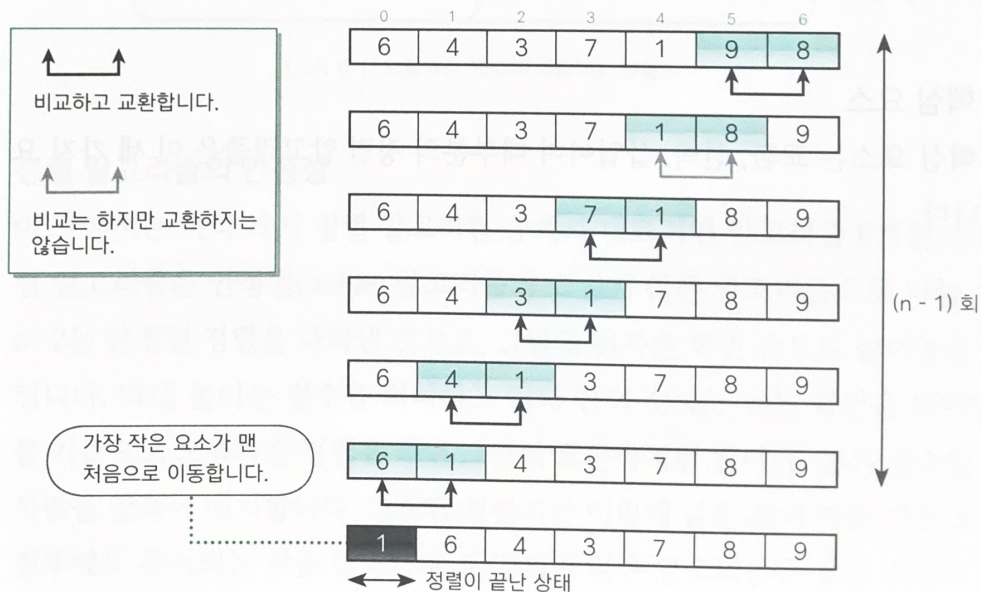 0 1 2 3 4 5 6
6 4 3 7 1 9 8
비교하고 교환합니다.
6 4 3 7 1 8 9
비교는 하지만 교환하지는
않습니다.
6 4 3 7 1 8 9
6 4 3 1 7 8 9
(n - 1) 회
6 4 1 3 7 8 9
가장 작은 요소가 맨
처음으로 이동합니다.
6 1 4 3 7 8 9
1 6 4 3 7 8 9
정렬이 끝난 상태